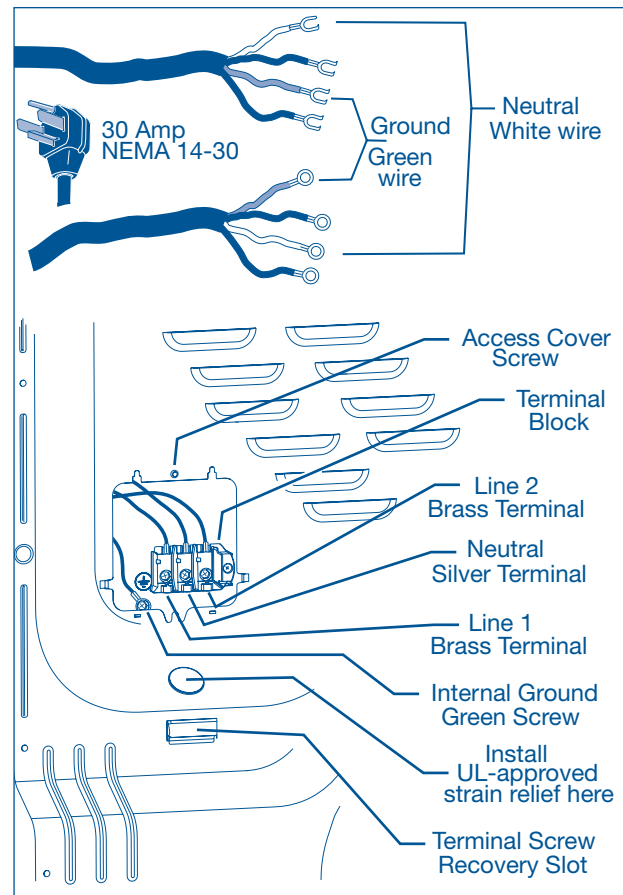 30 Amp
NEMA 14-30
Neutral
White wire
Ground
Green
wire
Access Cover
Screw
Terminal
Block
Line 2
Brass Terminal
Neutral
Silver Terminal
Line 1
Brass Terminal
Internal Ground
Green Screw
Install
UL-approved
strain relief here
Terminal Screw
Recovery Slot